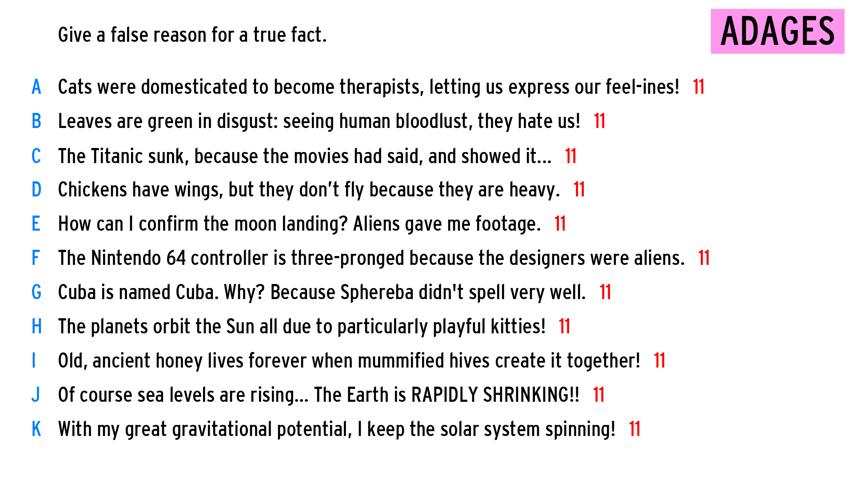 Give a false reason for a true fact.
ADAGES
A Cats were domesticated to become therapists, letting us express our feel-ines! 11
B Leaves are green in disgust: seeing human bloodlust, they hate us! 11
C The Titanic sunk, because the movies had said, and showed it... 11
D Chickens have wings, but they don't fly because they are heavy. 11
E How can I confirm the moon landing? Aliens gave me footage. 11
F The Nintendo 64 controller is three-pronged because the designers were aliens. 11
G Cuba is named Cuba. Why? Because Sphereba didn't spell very well. 11
H The planets orbit the Sun all due to particularly playful kitties! 11
I Old, ancient honey lives forever when mummified hives create it together! 11
J Of course sea levels are rising... The Earth is RAPIDLY SHRINKING!! 11
K With my great gravitational potential, I keep the solar system spinning! 11